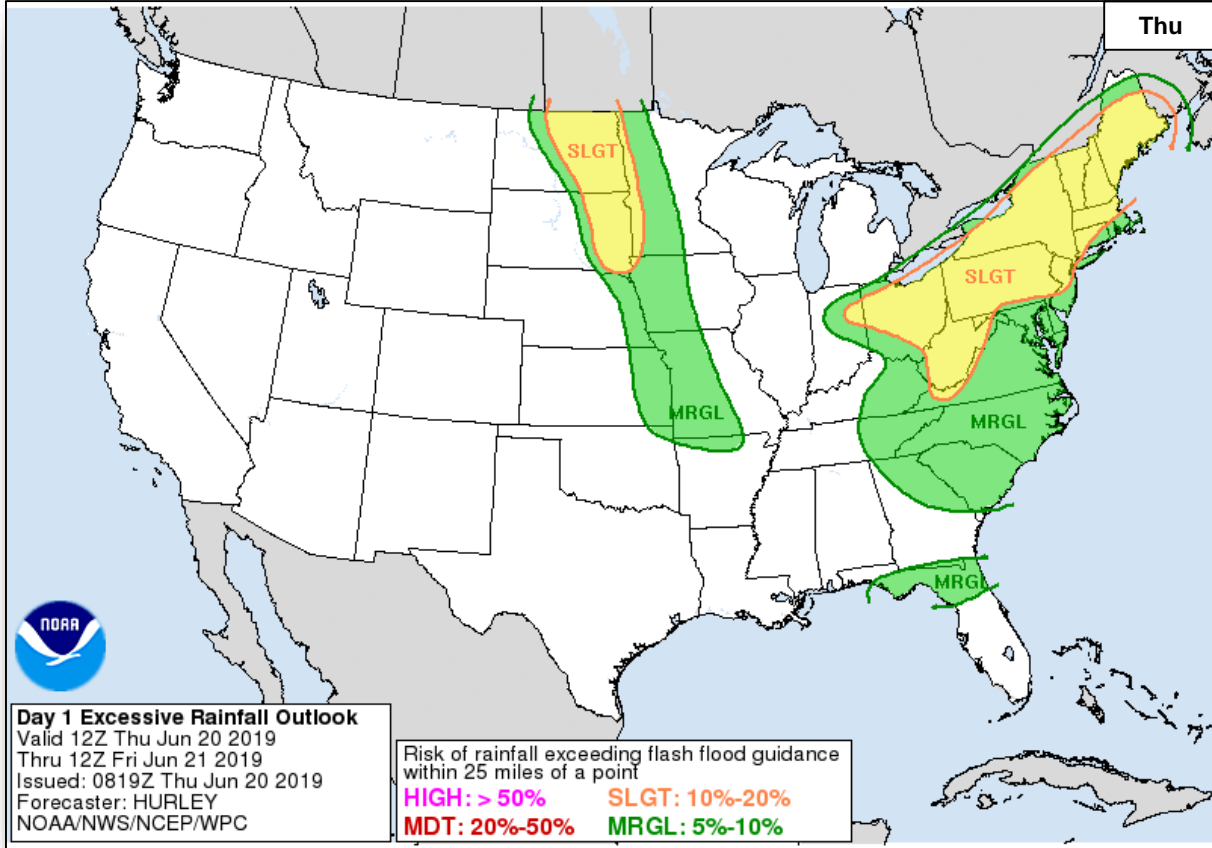 Thu
SLGT
SLGT
MRGL
MRGL
MRGL
NOAA
Day 1 Excessive Rainfall Outlook
Valid 12Z Thu Jun 20 2019
Thru 12Z Fri Jun 21 2019
Issued: 0819Z Thu Jun 20 2019
Forecaster: HURLEY
NOAA/NWS/NCEP/WPC
Risk of rainfall exceeding flash flood guidance
within 25 miles of a point
HIGH: > 50% SLGT: 10%-20%
MDT: 20%-50% MRGL: 5%-10%